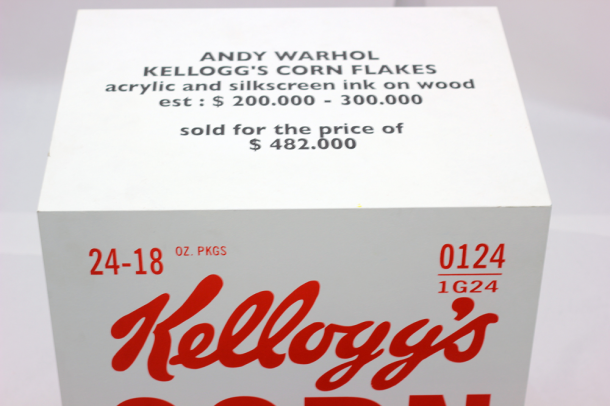 ANDY WARHOL
KELLOGG'S CORN FLAKES
acrylic and silkscreen ink on wood
est : $ 200.000 - 300.000
sold for the price of
$ 482.000
24-18 OZ. PKGS
0124
1G24
Kellogg's
CORN